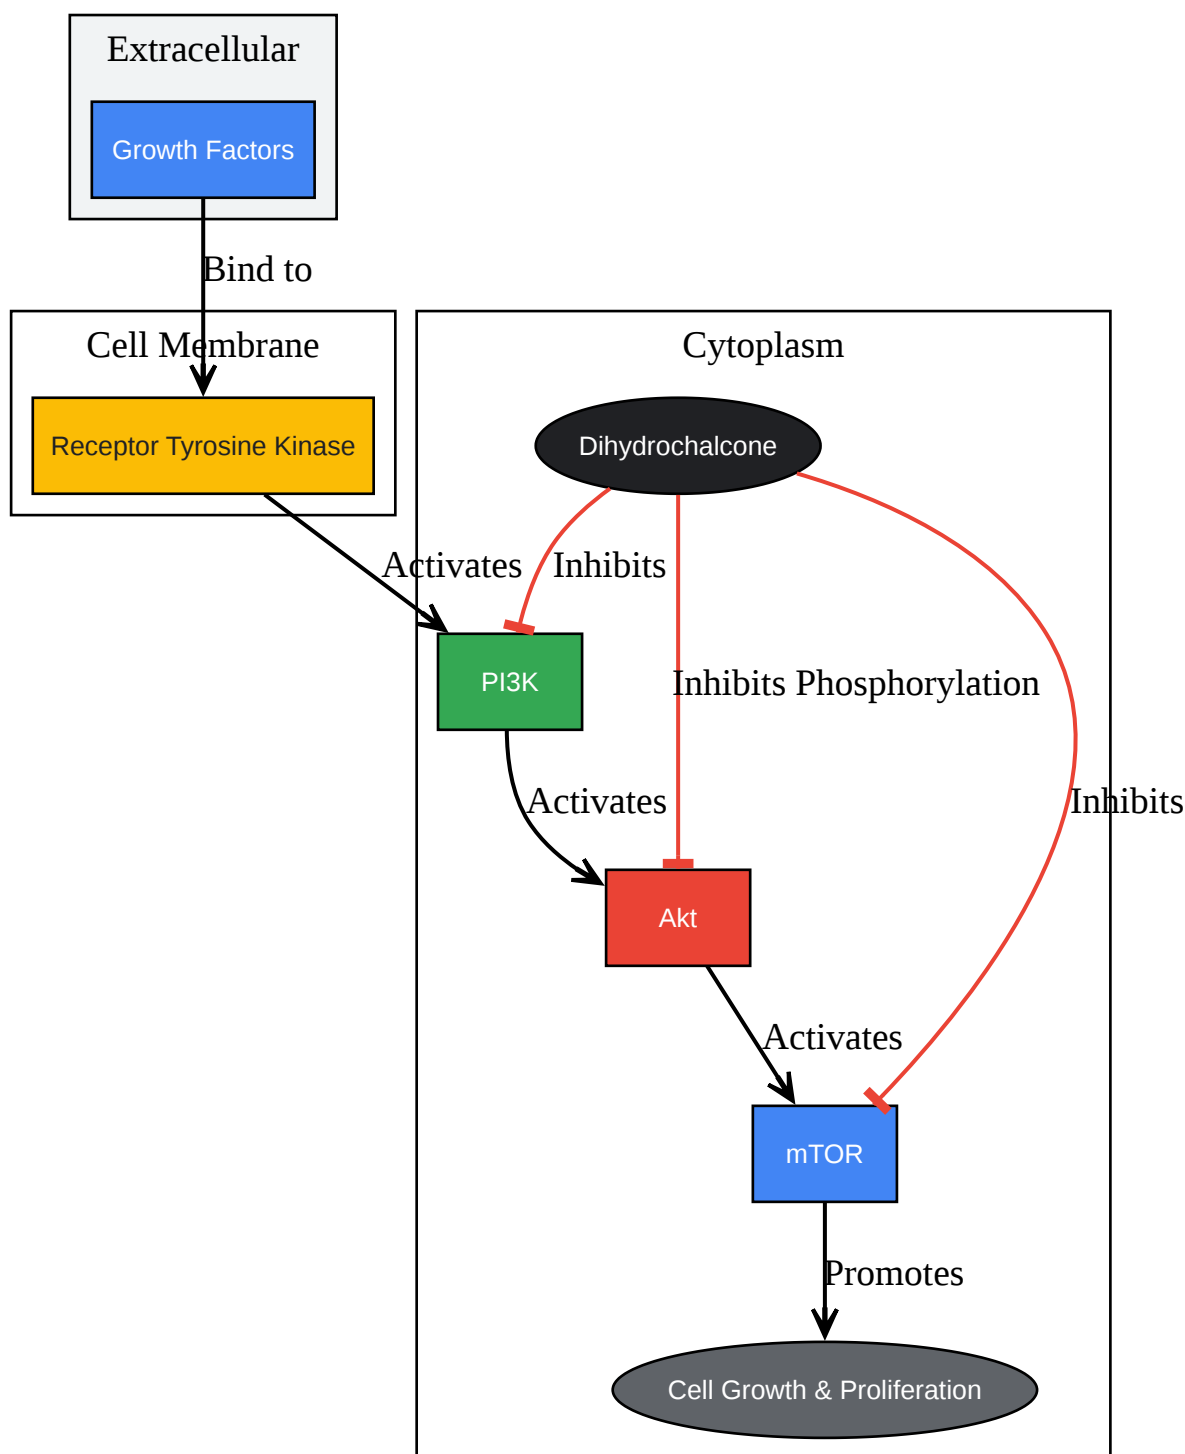 Extracellular
Growth Factors
Bind to
Cell Membrane
Cytoplasm
Receptor Tyrosine Kinase
Dihydrochalcone
Activates
Inhibits
PI3K
Inhibits Phosphorylation
Activates
Inhibits
Akt
Activates
mTOR
Promotes
Cell Growth & Proliferation